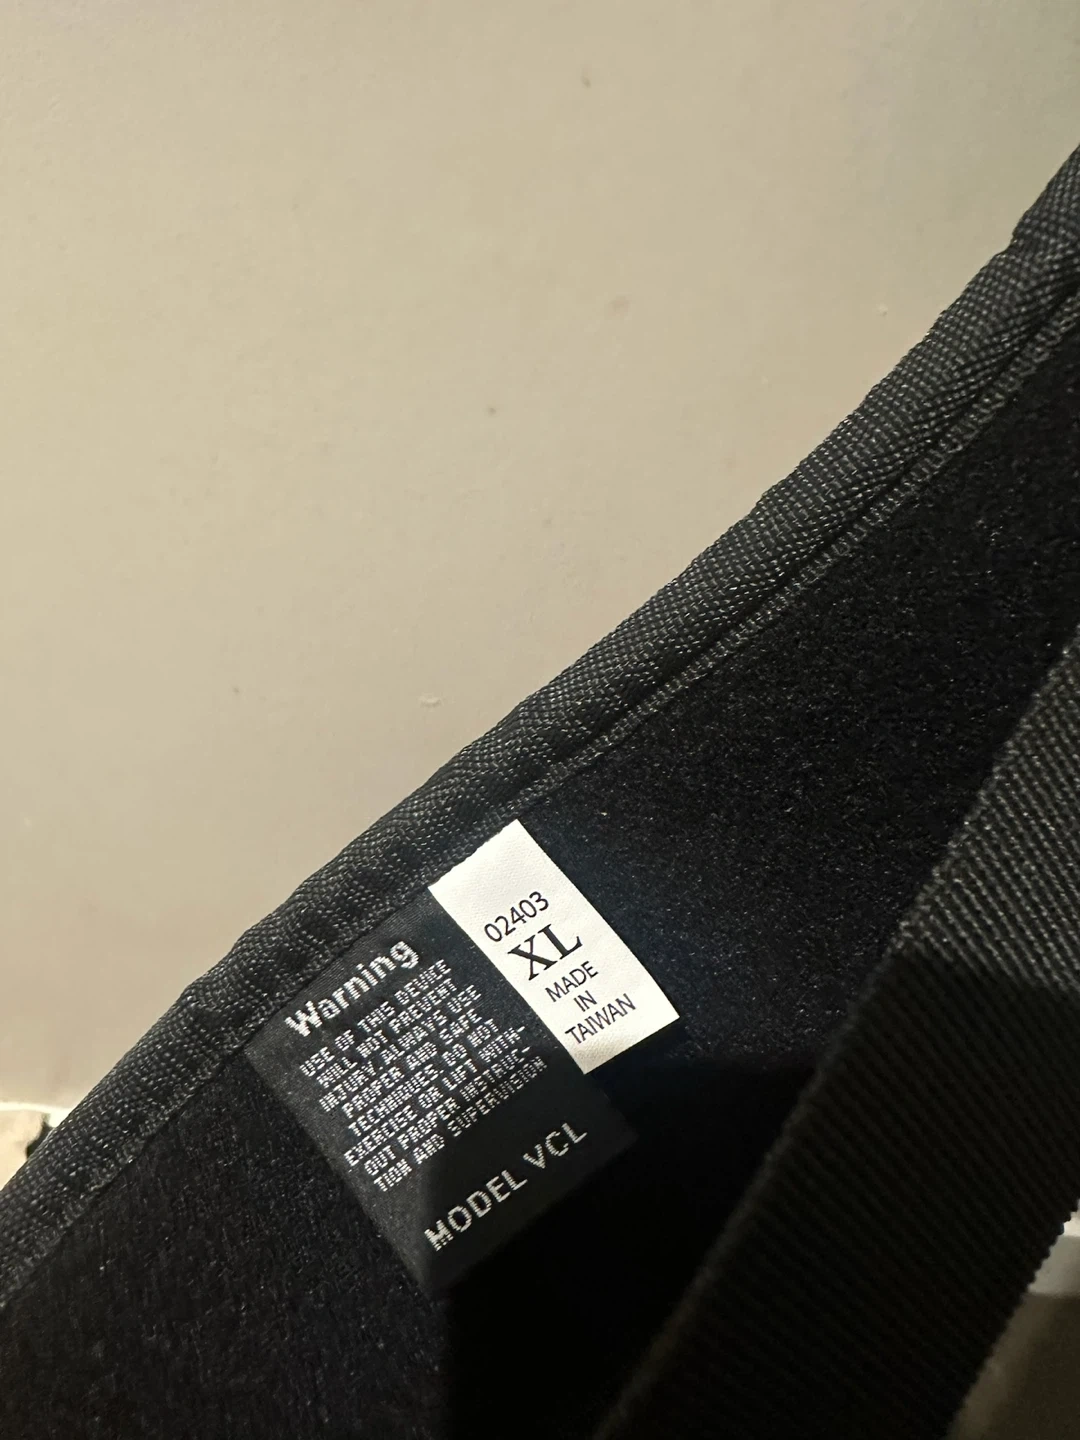 Warning
USE OF THIS DEVICE
WILL NOT PREVENT
INJURY! ALWAYS USE
PROPER AND SAFE
TECHNIQUES. DO NOT
EXERCISE OR LIFT WITH-
OUT PROPER INSTRUC-
TION AND SUPERVISION
MODEL VCL
02403
XL
MADE
IN
TAIWAN